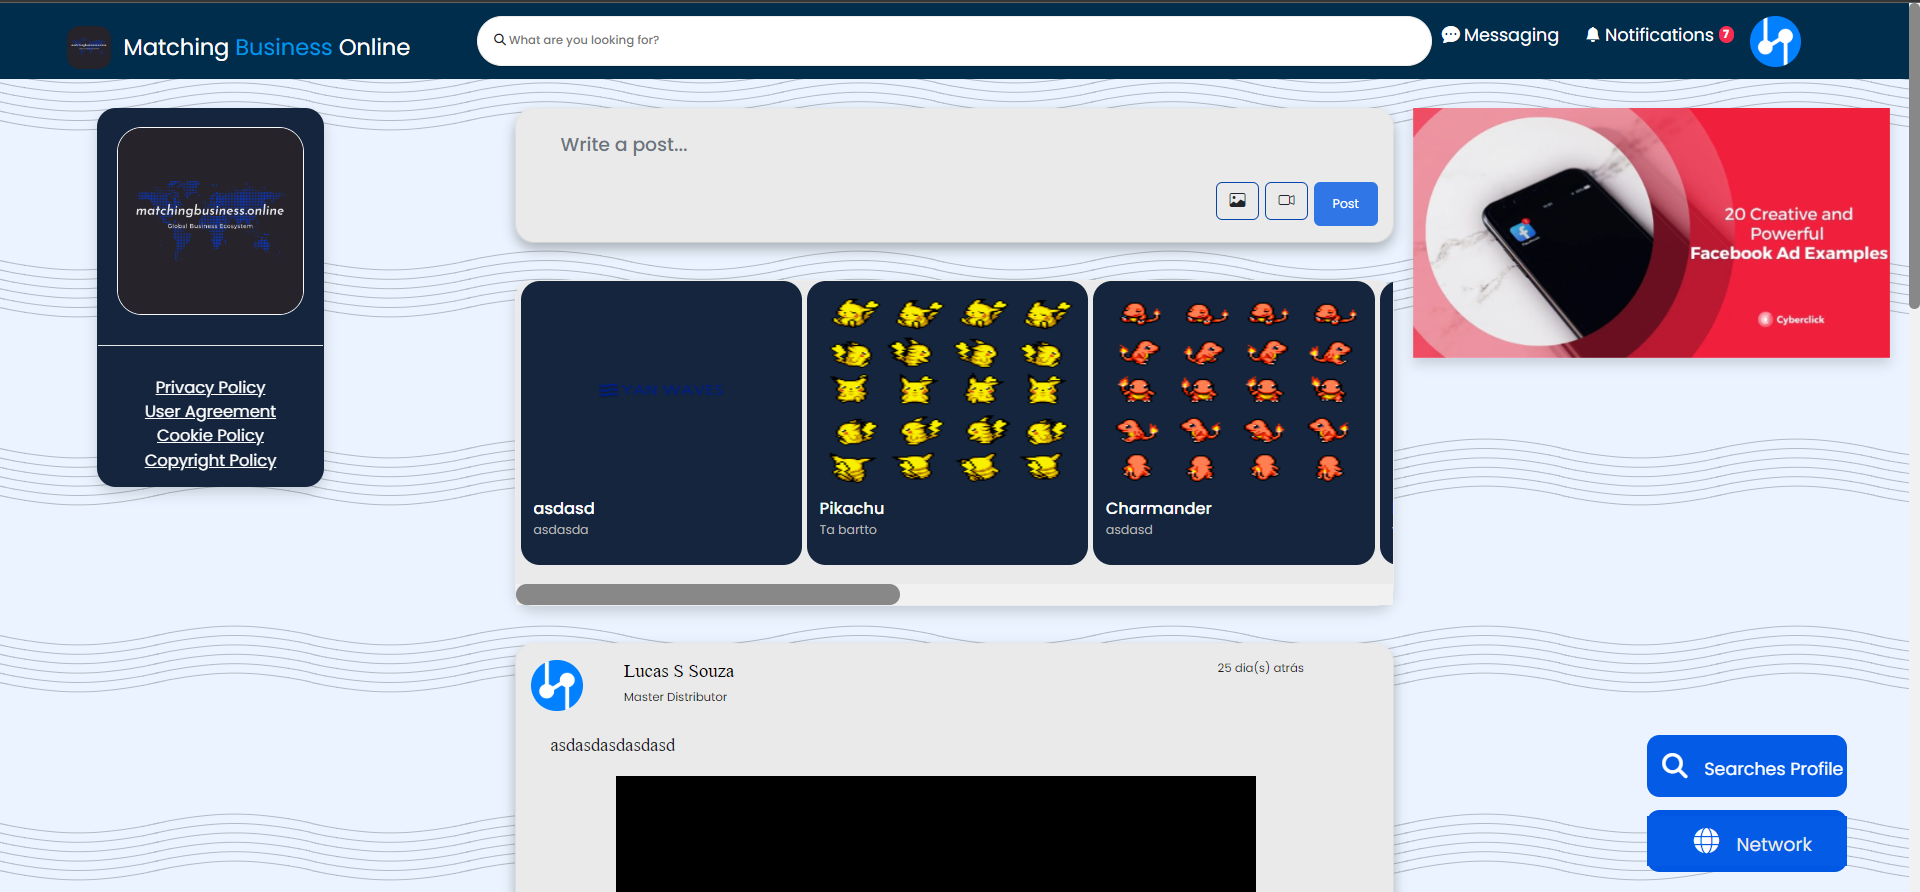 Matching Business Online
What are you looking for?
Messaging
Notifications 7
matchingbusiness.online
Global Business Ecosystem
Privacy Policy
User Agreement
Cookie Policy
Copyright Policy
Write a post...
Post
20 Creative and
Powerful
Facebook Ad Examples
Cyberclick
asdasd
asdasda
Pikachu
Ta bartto
Charmander
asdasd
Lucas S Souza
Master Distributor
25 dia(s) atrás
asdasdasdasdasd
Searches Profile
Network